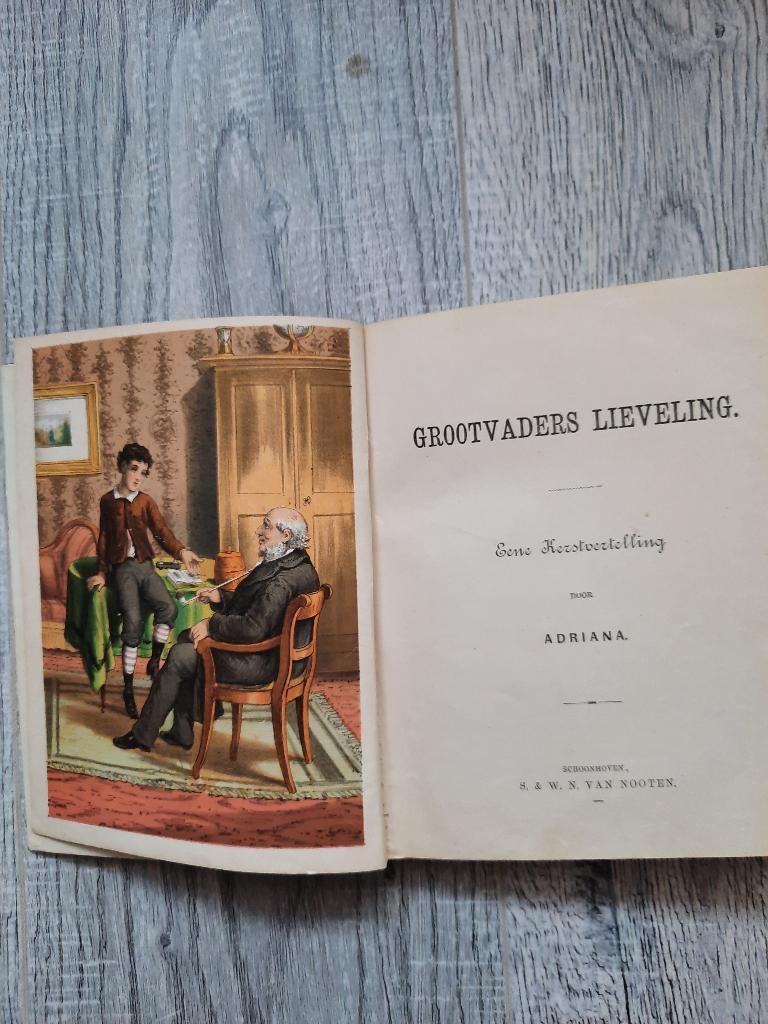 GROOTVADERS LIEVELING.
Eene Kerstvertelling
DOOR
ADRIANA.
SCHOONHOVEN,
S. & W. N. VAN NOOTEN.